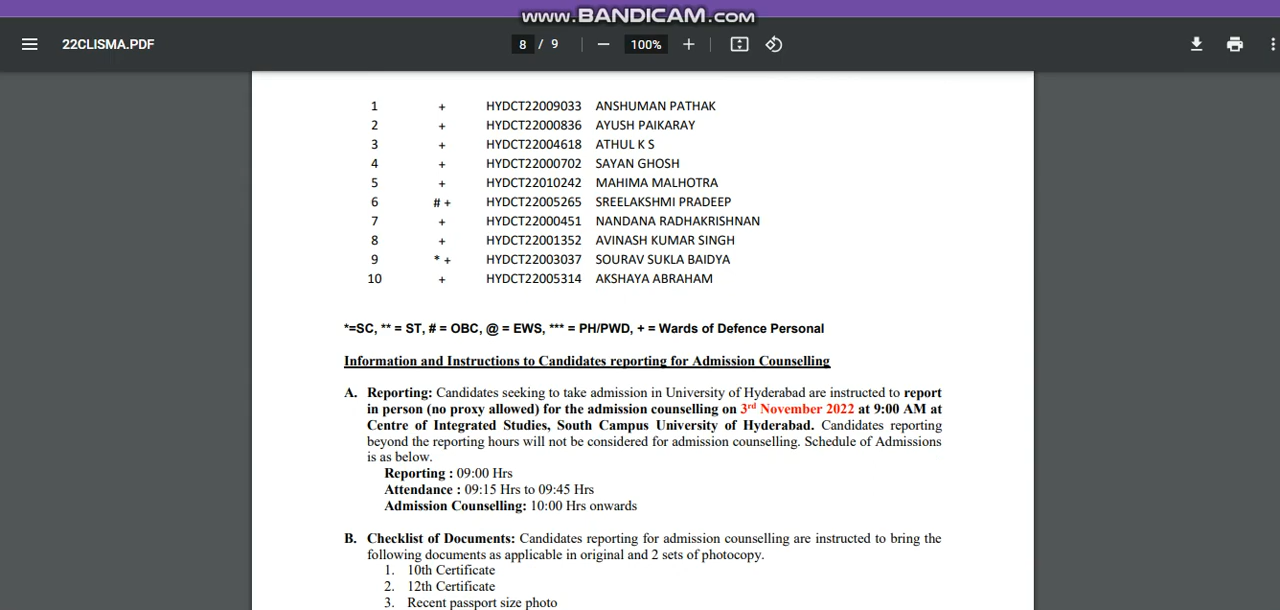 www.BANDICAM.com
22CLISMA.PDF 8 / 9 100%
1 + HYDCT22009033 ANSHUMAN PATHAK
2 + HYDCT22000836 AYUSH PAIKARAY
3 + HYDCT22004618 ATHUL K S
4 + HYDCT22000702 SAYAN GHOSH
5 + HYDCT22010242 MAHIMA MALHOTRA
6 # + HYDCT22005265 SREELAKSHMI PRADEEP
7 + HYDCT22000451 NANDANA RADHAKRISHNAN
8 + HYDCT22001352 AVINASH KUMAR SINGH
9 * + HYDCT22003037 SOURAV SUKLA BAIDYA
10 + HYDCT22005314 AKSHAYA ABRAHAM
*=SC, ** = ST, # = OBC, @ = EWS, *** = PH/PWD, + = Wards of Defence Personal
Information and Instructions to Candidates reporting for Admission Counselling
A. Reporting: Candidates seeking to take admission in University of Hyderabad are instructed to report
in person (no proxy allowed) for the admission counselling on 3rd November 2022 at 9:00 AM at
Centre of Integrated Studies, South Campus University of Hyderabad. Candidates reporting
beyond the reporting hours will not be considered for admission counselling. Schedule of Admissions
is as below.
Reporting : 09:00 Hrs
Attendance : 09:15 Hrs to 09:45 Hrs
Admission Counselling: 10:00 Hrs onwards
B. Checklist of Documents: Candidates reporting for admission counselling are instructed to bring the
following documents as applicable in original and 2 sets of photocopy.
1. 10th Certificate
2. 12th Certificate
3. Recent passport size photo